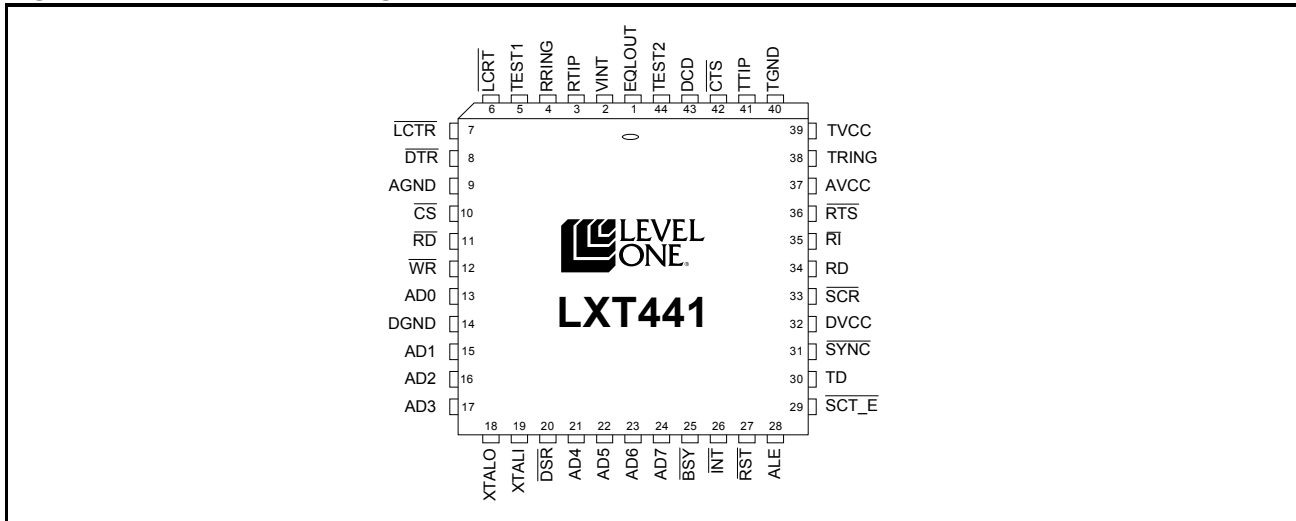 LCRT
TEST1
RRING
RTIP
VINT
EQLOUT
TEST2
DCD
CTS
TTIP
TGND
6 5 4 3 2 1 44 43 42 41 40
LCTR 7
DTR 8
AGND 9
CS 10
RD 11
WR 12
AD0 13
DGND 14
AD1 15
AD2 16
AD3 17
LEVEL
ONE®
LXT441
39 TVCC
38 TRING
37 AVCC
36 RTS
35 RI
34 RD
33 SCR
32 DVCC
31 SYNC
30 TD
29 SCT_E
18 19 20 21 22 23 24 25 26 27 28
XTALO
XTALI
DSR
AD4
AD5
AD6
AD7
BSY
INT
RST
ALE